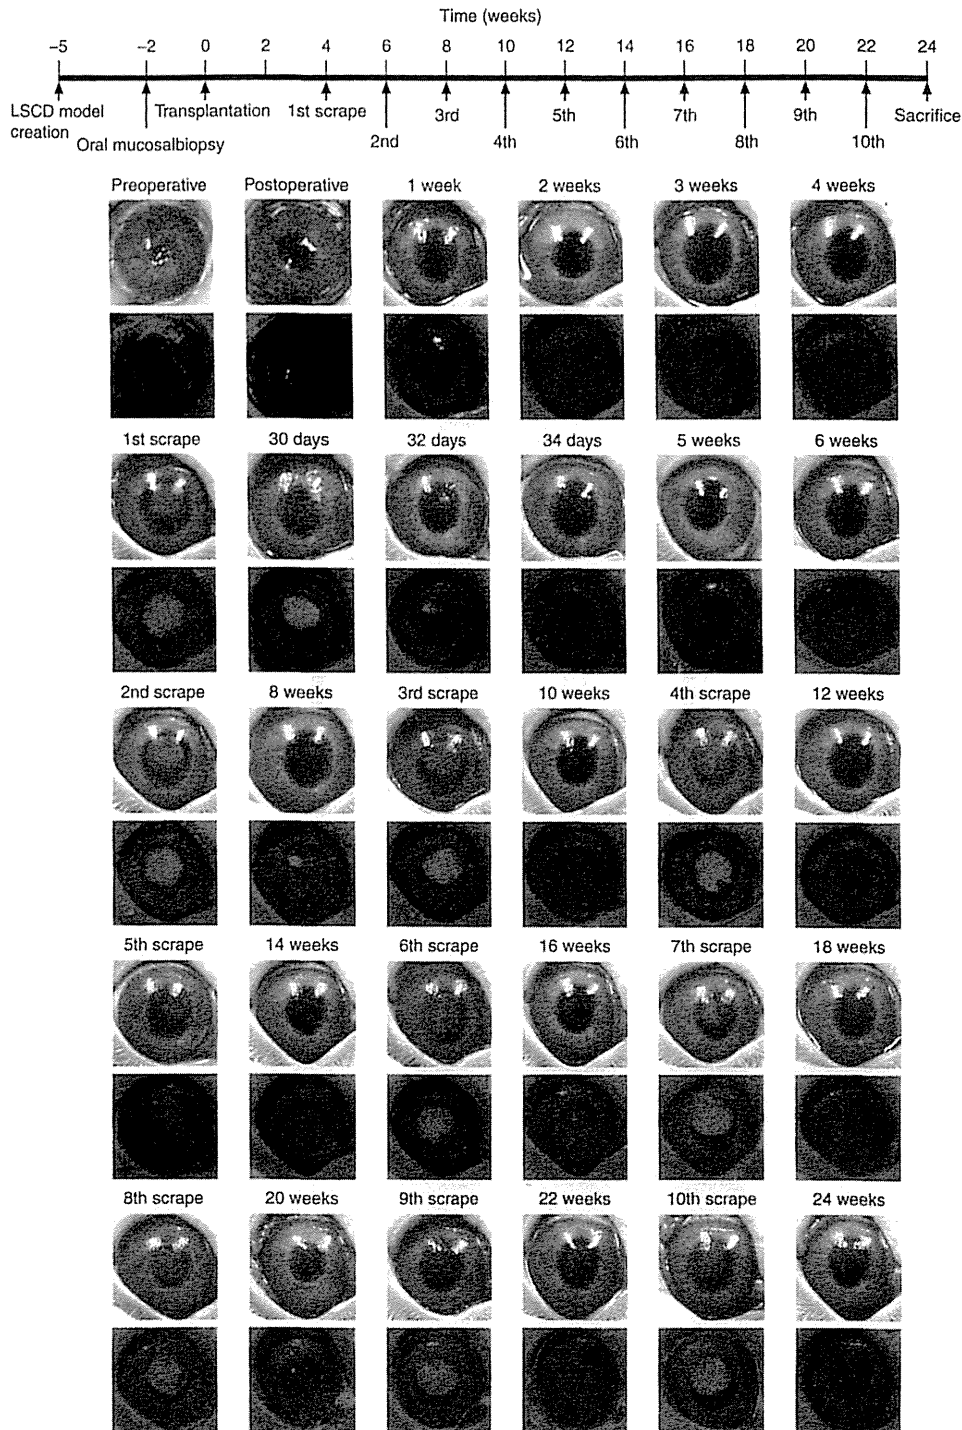 Time (weeks)
−5 −2 0 2 4 6 8 10 12 14 16 18 20 22 24
LSCD model creation
Oral mucosalbiopsy
Transplantation
1st scrape
2nd
3rd
4th
5th
6th
7th
8th
9th
10th
Sacrifice
Preoperative Postoperative 1 week 2 weeks 3 weeks 4 weeks
1st scrape 30 days 32 days 34 days 5 weeks 6 weeks
2nd scrape 8 weeks 3rd scrape 10 weeks 4th scrape 12 weeks
5th scrape 14 weeks 6th scrape 16 weeks 7th scrape 18 weeks
8th scrape 20 weeks 9th scrape 22 weeks 10th scrape 24 weeks